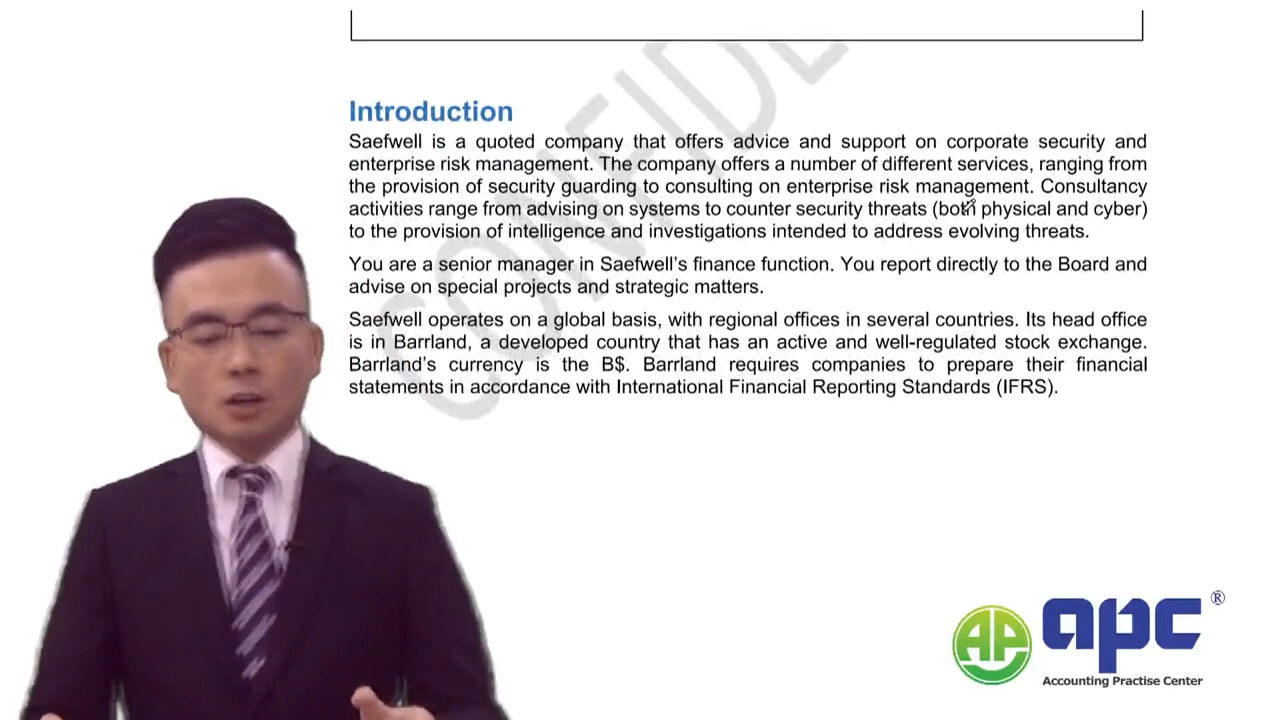 CONFIDE
Introduction
Saefwell is a quoted company that offers advice and support on corporate security and
enterprise risk management. The company offers a number of different services, ranging from
the provision of security guarding to consulting on enterprise risk management. Consultancy
activities range from advising on systems to counter security threats (both physical and cyber)
to the provision of intelligence and investigations intended to address evolving threats.
You are a senior manager in Saefwell’s finance function. You report directly to the Board and
advise on special projects and strategic matters.
Saefwell operates on a global basis, with regional offices in several countries. Its head office
is in Barrland, a developed country that has an active and well-regulated stock exchange.
Barrland’s currency is the B$. Barrland requires companies to prepare their financial
statements in accordance with International Financial Reporting Standards (IFRS).
AP apc ®
Accounting Practise Center